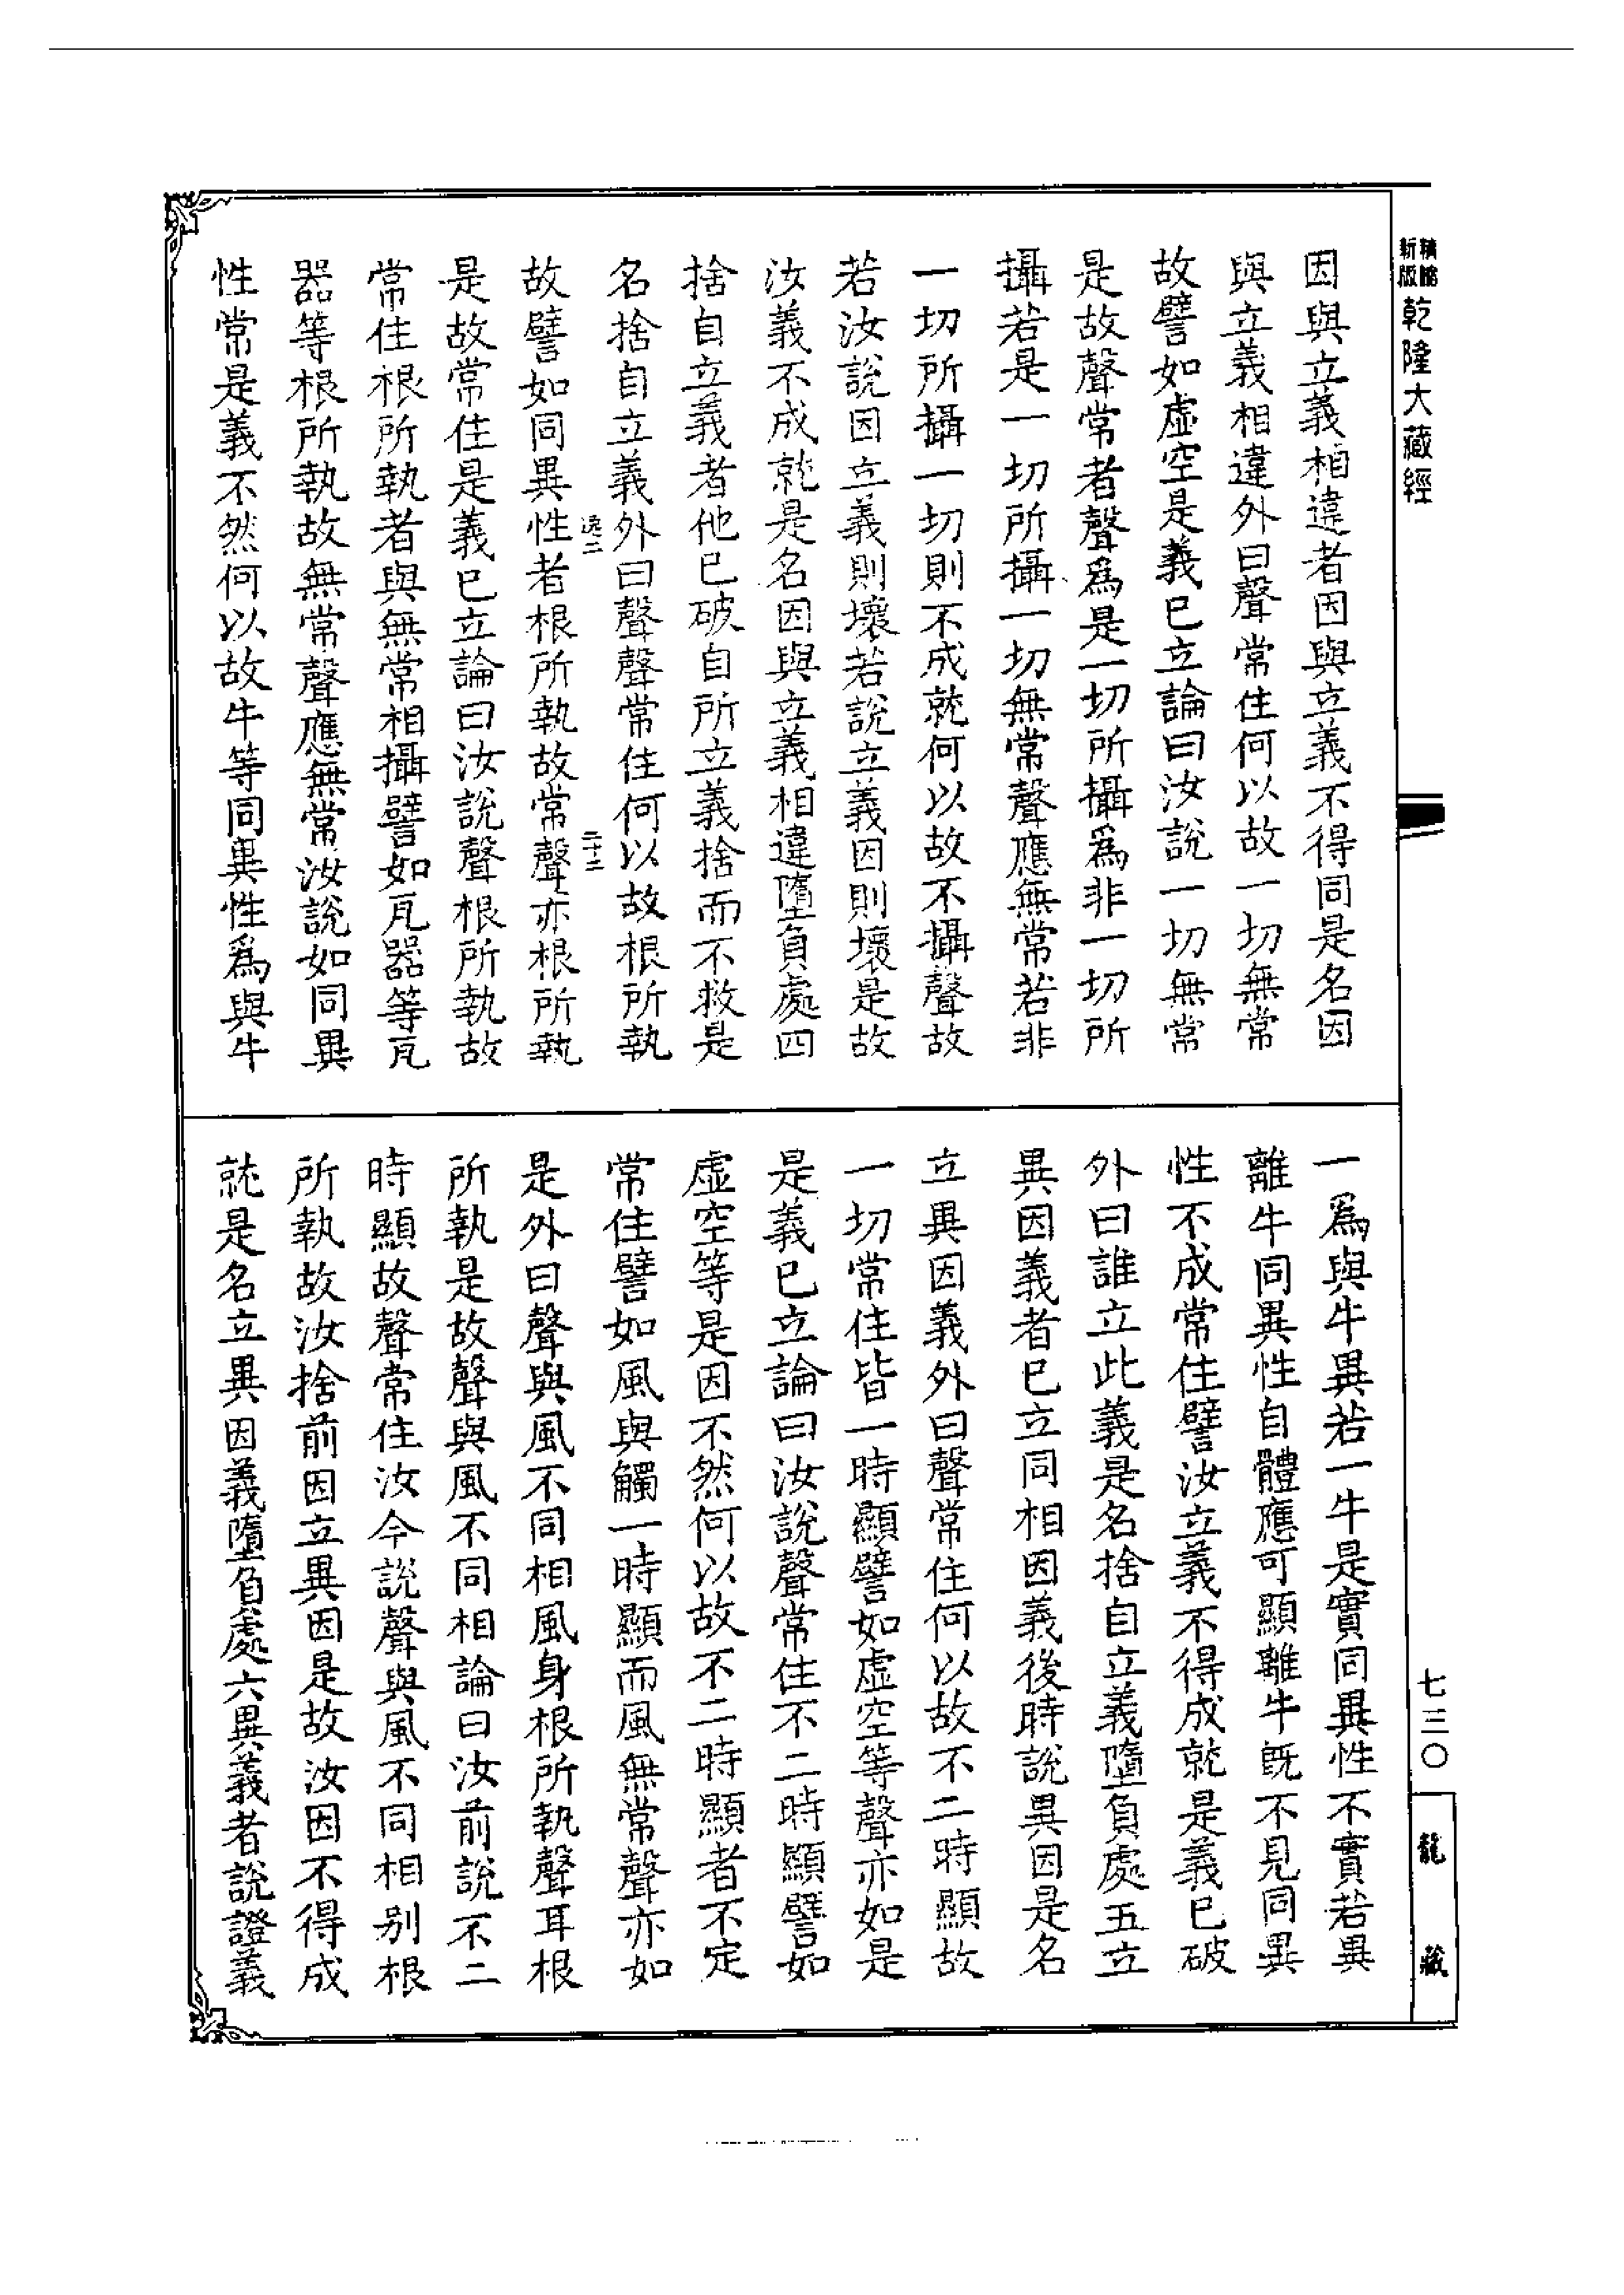 精縮新版乾隆大藏經
因與立義相違者因與立義不得同是名因
與立義相違外曰聲常住何以故一切無常
故譬如虛空是義已立論曰汝說一切無常
是故聲常者聲為是一切所攝為非一切所
攝若是一切所攝一切無常聲應無常若非
一切所攝一切則不成就何以故不攝聲故
若汝說因立義則壞若說立義因則壞是故
汝義不成就是名因與立義相違墮負處四
捨自立義者他已破自所立義捨而不救是
名捨自立義外曰聲聲常住何以故根所執
二十二
故譬如同異性者根所執故常聲亦根所執
是故常住是義已立論曰汝說聲根所執故
常住根所執者與無常相攝譬如瓦器等瓦
器等根所執故無常聲應無常汝說如同異
性常是義不然何以故牛等同異性為與牛
一為與牛異若一牛是實同異性不實若異
離牛同異性自體應可顯離牛既不見同異
性不成常住譬汝立義不得成就是義已破
外曰誰立此義是名捨自立義墮負處五立
異因義者已立同相因義後時說異因是名
立異因義外曰聲常住何以故不二時顯故
一切常住皆一時顯譬如虛空等聲亦如是
是義已立論曰汝說聲常住不二時顯譬如
虛空等是因不然何以故不二時顯者不定
常住譬如風與觸一時顯而風無常聲亦如
是外曰聲與風不同相風身根所執聲耳根
所執是故聲與風不同相論曰汝前說不二
時顯故聲常住汝今說聲與風不同相別根
所執故汝捨前因立異因是故汝因不得成
就是名立異因義墮負處六異義者說證義
七三〇
龍藏